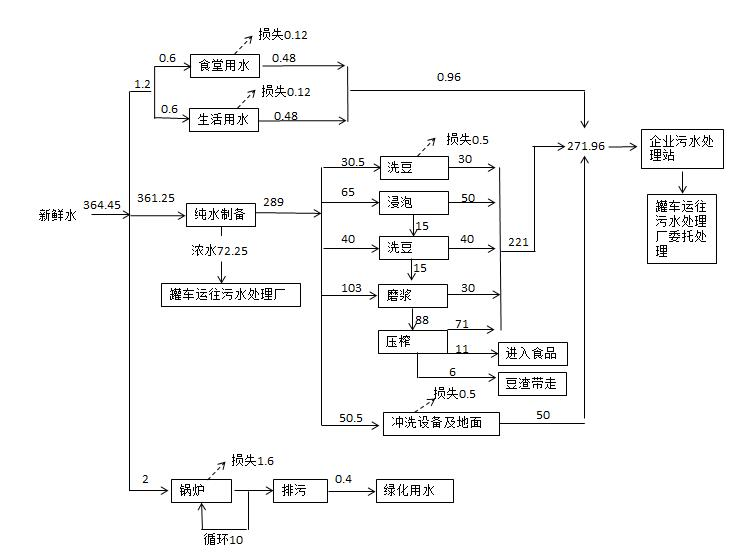 损失0.12
0.6
食堂用水
0.48
0.96
1.2
损失0.12
0.6
生活用水
0.48
损失0.5
271.96
企业污水处
理站
30.5
洗豆
30
364.45
361.25
新鲜水
纯水制备
289
65
浸泡
50
15
罐车运往
污水处理
厂委托处
理
浓水72.25
40
洗豆
40
221
15
罐车运往污水处理厂
103
磨浆
30
88
71
压榨
11
进入食品
6
豆渣带走
损失0.5
50.5
冲洗设备及地面
50
损失1.6
2
锅炉
排污
0.4
绿化用水
循环10